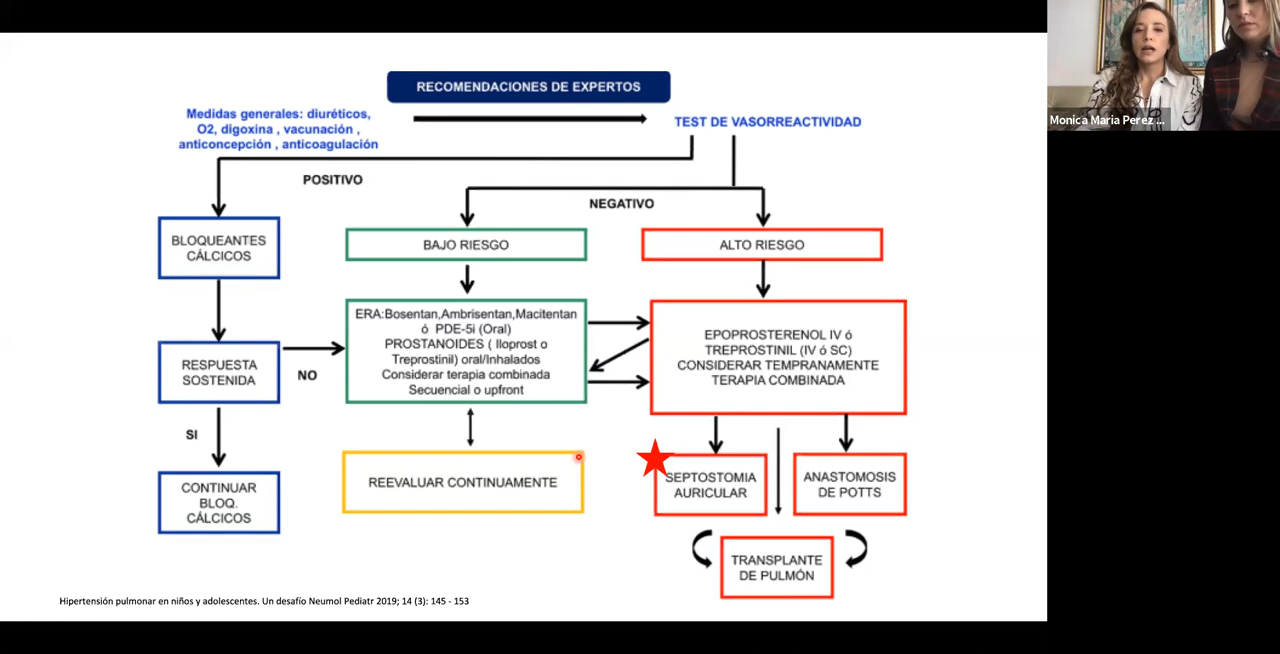 RECOMENDACIONES DE EXPERTOS
Medidas generales: diuréticos,
O2, digoxina , vacunación ,
anticoncepción , anticoagulación
TEST DE VASORREACTIVIDAD
POSITIVO
NEGATIVO
BLOQUEANTES
CÁLCICOS
BAJO RIESGO
ALTO RIESGO
ERA:Bosentan,Ambrisentan,Macitentan
ó PDE-5i (Oral)
PROSTANOIDES ( Iloprost o
Treprostinil) oral/Inhalados
Considerar terapia combinada
Secuencial o upfront
EPOPROSTERENOL IV ó
TREPROSTINIL (IV ó SC)
CONSIDERAR TEMPRANAMENTE
TERAPIA COMBINADA
RESPUESTA
SOSTENIDA
NO
SI
CONTINUAR
BLOQ.
CÁLCICOS
REEVALUAR CONTINUAMENTE
SEPTOSTOMIA
AURICULAR
ANASTOMOSIS
DE POTTS
TRANSPLANTE
DE PULMÓN
Hipertensión pulmonar en niños y adolescentes. Un desafío Neumol Pediatr 2019; 14 (3): 145 - 153
Monica Maria Perez ...